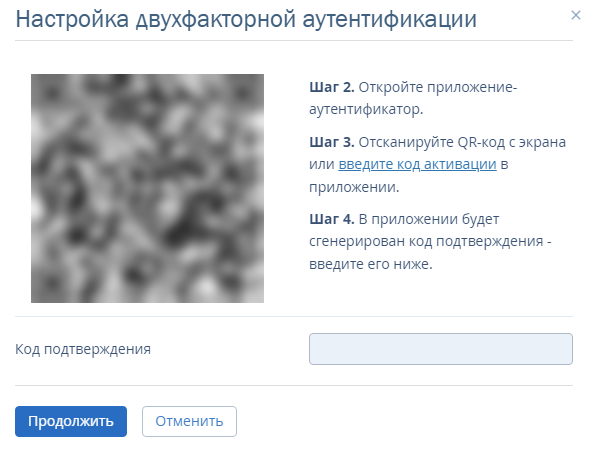 Настройка двухфакторной аутентификации
×
Шаг 2. Откройте приложение-
аутентификатор.
Шаг 3. Отсканируйте QR-код с экрана
или введите код активации в
приложении.
Шаг 4. В приложении будет
сгенерирован код подтверждения -
введите его ниже.
Код подтверждения
Продолжить
Отменить